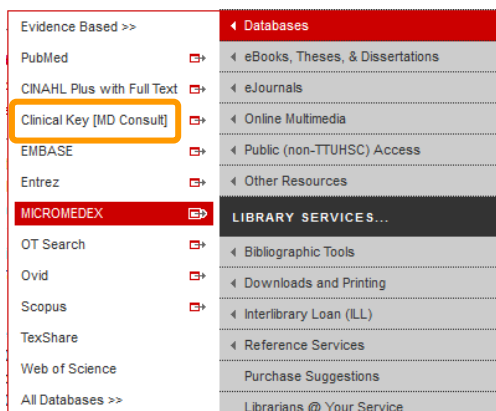 Evidence Based >>
PubMed
CINAHL Plus with Full Text
Clinical Key [MD Consult]
EMBASE
Entrez
MICROMEDEX
OT Search
Ovid
Scopus
TexShare
Web of Science
All Databases >>
Databases
eBooks, Theses, & Dissertations
eJournals
Online Multimedia
Public (non-TTUHSC) Access
Other Resources
LIBRARY SERVICES...
Bibliographic Tools
Downloads and Printing
Interlibrary Loan (ILL)
Reference Services
Purchase Suggestions
Librarians @ Your Service